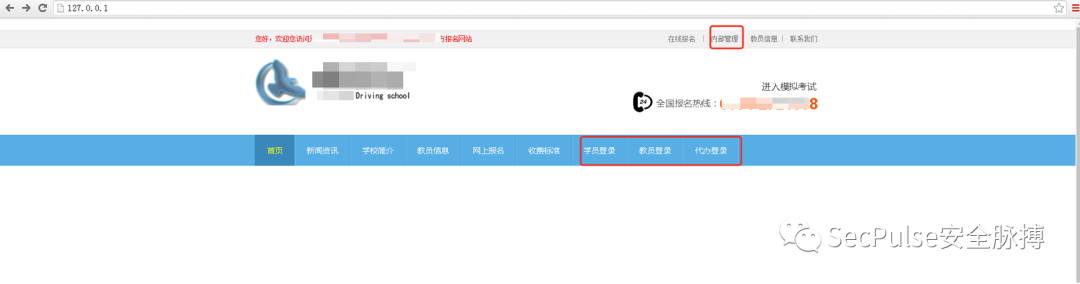 127.0.0.1
您好，欢迎您访问 方报名网站
在线报名 | 内部管理 教员信息 | 联系我们
Driving school
进入模拟考试
24 全国报名热线： 8
首页 新闻资讯 学校简介 教员信息 网上报名 收费标准 学员登录 教员登录 代办登录
SecPulse安全脉搏